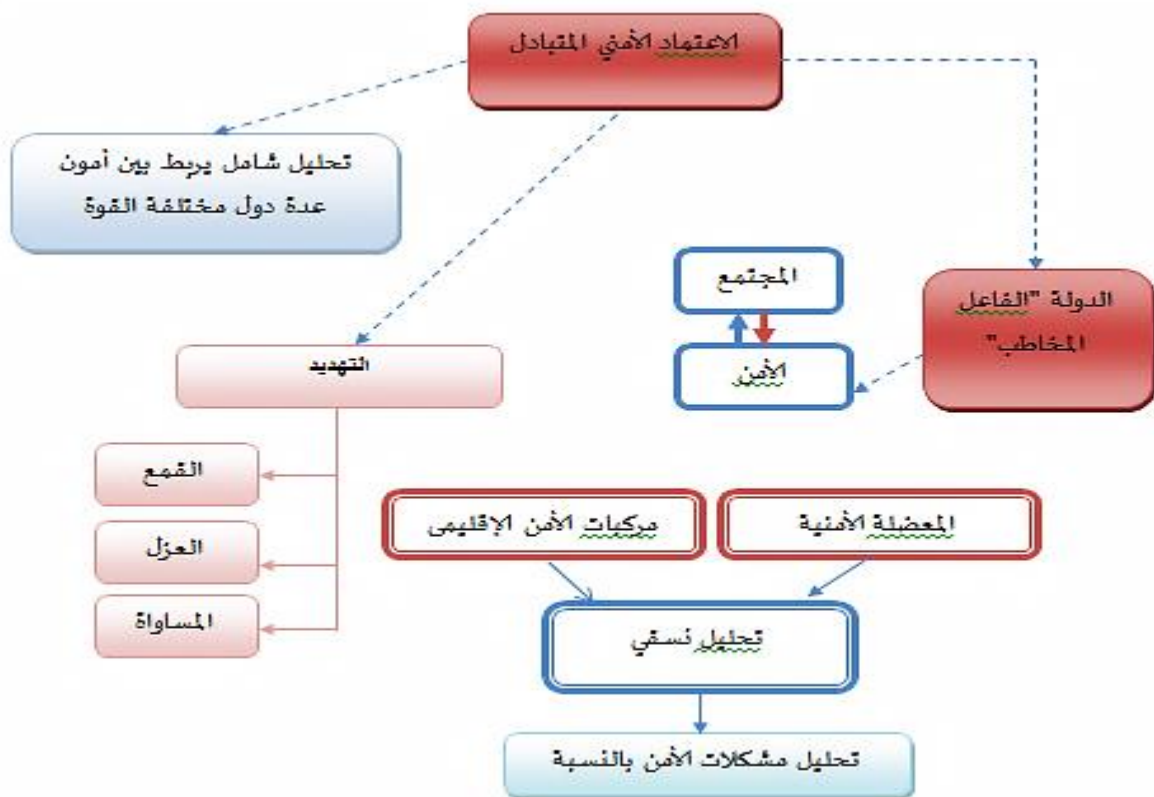 الاعتماد الأمني المتبادل
تحليل شامل يربط بين أمون
عدة دول مختلفة القوة
المجتمع
الأمن
الدولة "الفاعل
المخاطب"
التهديد
القمع
العزل
المساواة
مركبات الأمن الإقليمى
المعضلة الأمنية
تحليل نسقي
تحليل مشكلات الأمن بالنسبة